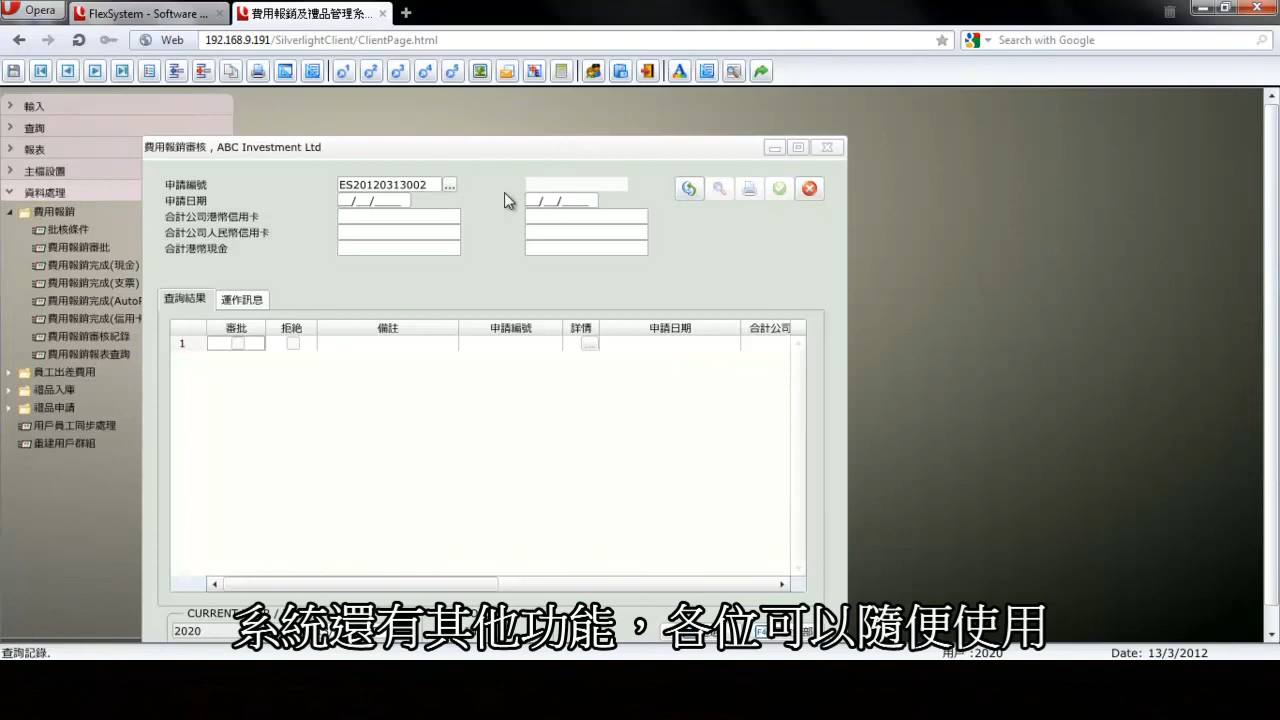 Opera
FlexSystem - Software ...
費用報銷及禮品管理系...
Web
192.168.9.191/SilverlightClient/ClientPage.html
Search with Google
輸入
查詢
報表
主檔設置
資料處理
費用報銷
批核條件
費用報銷審批
費用報銷完成(現金)
費用報銷完成(支票)
費用報銷完成(AutoP
費用報銷完成(信用卡
費用報銷審核紀錄
費用報銷報表查詢
員工出差費用
禮品入庫
禮品申請
用戶員工同步處理
重建用戶群組
費用報銷審核 , ABC Investment Ltd
申請編號 ES20120313002 ...
申請日期 __/__/____ __/__/____
合計公司港幣信用卡
合計公司人民幣信用卡
合計港幣現金
查詢結果 運作訊息
審批 拒絕 備註 申請編號 詳情 申請日期 合計公司
1 ...
CURRENT
2020
F4
系統還有其他功能，各位可以隨便使用
查詢記錄.
用戶 :2020
Date: 13/3/2012